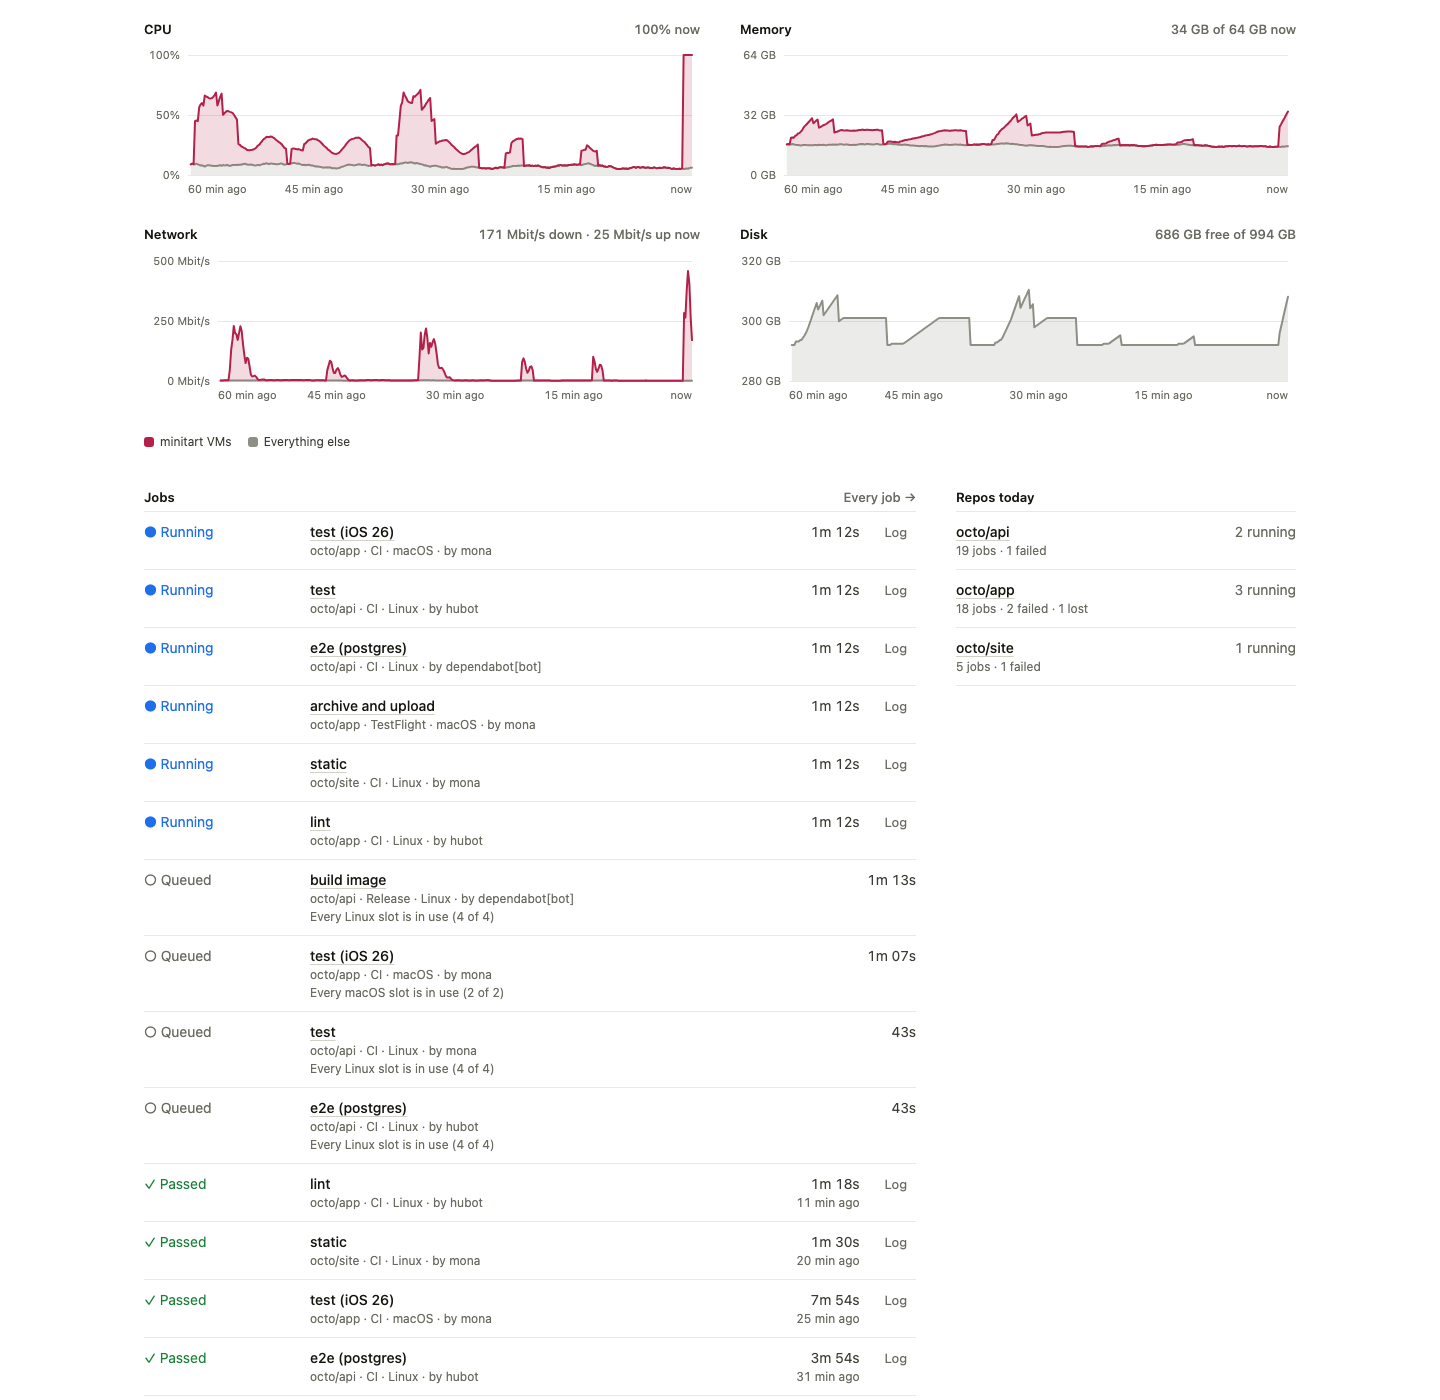 CPU
100% now
100%
50%
0%
60 min ago
45 min ago
30 min ago
15 min ago
now
Memory
34 GB of 64 GB now
64 GB
32 GB
0 GB
60 min ago
45 min ago
30 min ago
15 min ago
now
Network
171 Mbit/s down · 25 Mbit/s up now
500 Mbit/s
250 Mbit/s
0 Mbit/s
60 min ago
45 min ago
30 min ago
15 min ago
now
Disk
686 GB free of 994 GB
320 GB
300 GB
280 GB
60 min ago
45 min ago
30 min ago
15 min ago
now
minitart VMs
Everything else
Jobs
Every job →
Running
test (iOS 26)
1m 12s
Log
octo/app · CI · macOS · by mona
Running
test
1m 12s
Log
octo/api · CI · Linux · by hubot
Running
e2e (postgres)
1m 12s
Log
octo/api · CI · Linux · by dependabot[bot]
Running
archive and upload
1m 12s
Log
octo/app · TestFlight · macOS · by mona
Running
static
1m 12s
Log
octo/site · CI · Linux · by mona
Running
lint
1m 12s
Log
octo/app · CI · Linux · by hubot
Queued
build image
1m 13s
octo/api · Release · Linux · by dependabot[bot]
Every Linux slot is in use (4 of 4)
Queued
test (iOS 26)
1m 07s
octo/app · CI · macOS · by mona
Every macOS slot is in use (2 of 2)
Queued
test
43s
octo/api · CI · Linux · by mona
Every Linux slot is in use (4 of 4)
Queued
e2e (postgres)
43s
octo/api · CI · Linux · by hubot
Every Linux slot is in use (4 of 4)
✓ Passed
lint
1m 18s
Log
octo/app · CI · Linux · by hubot
11 min ago
✓ Passed
static
1m 30s
Log
octo/site · CI · Linux · by mona
20 min ago
✓ Passed
test (iOS 26)
7m 54s
Log
octo/app · CI · macOS · by mona
25 min ago
✓ Passed
e2e (postgres)
3m 54s
Log
octo/api · CI · Linux · by hubot
31 min ago
Repos today
octo/api
2 running
19 jobs · 1 failed
octo/app
3 running
18 jobs · 2 failed · 1 lost
octo/site
1 running
5 jobs · 1 failed